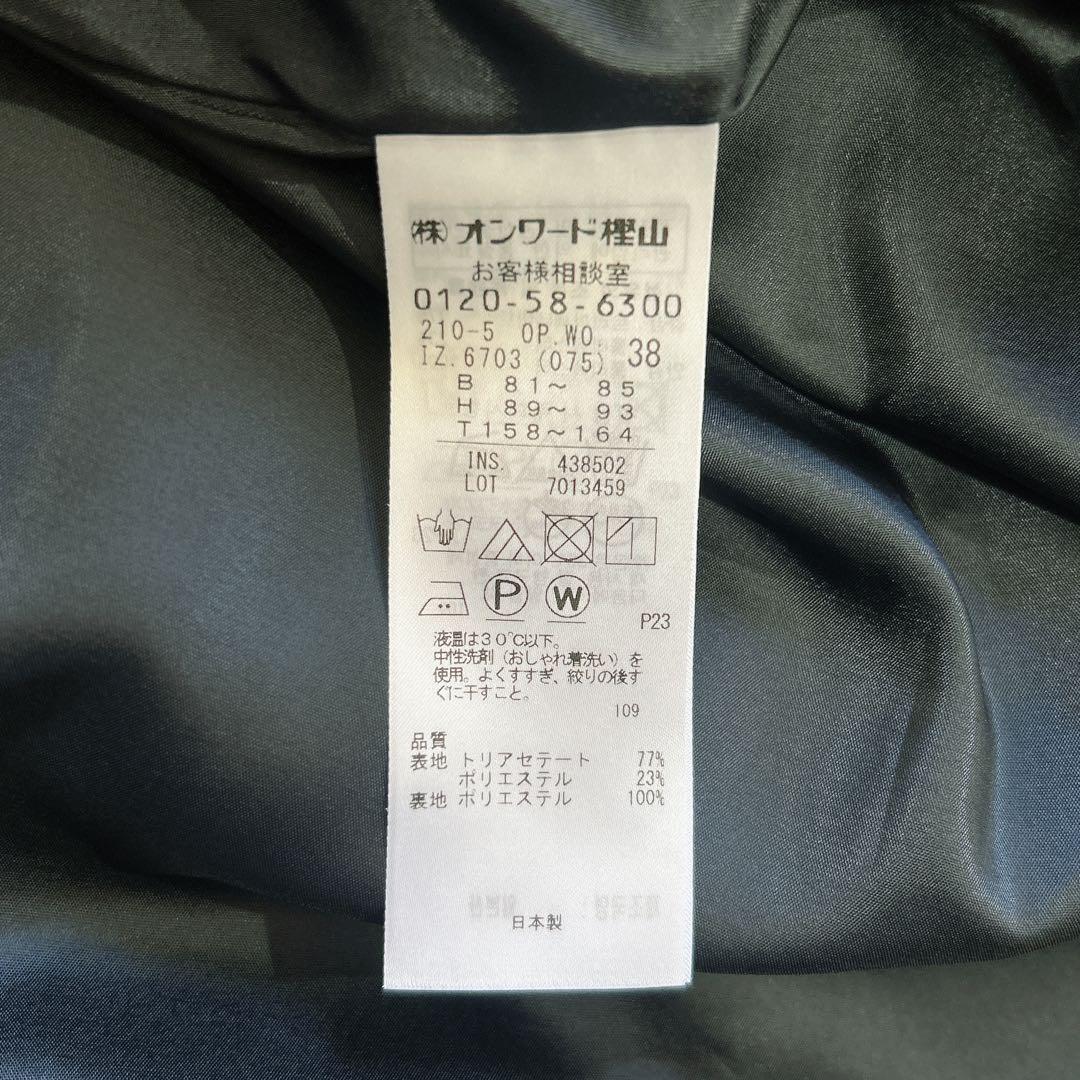 ㈱オンワード樫山
お客様相談室
0120-58-6300
210-5 OP.WO.
IZ.6703 (075) 38
B 81～ 85
H 89～ 93
T158～164
INS. 438502
LOT 7013459
P W
P23
液温は30℃以下。
中性洗剤（おしゃれ着洗い）を
使用。よくすすぎ、絞りの後す
ぐに干すこと。
109
品質
表地 トリアセテート 77%
ポリエステル 23%
裏地 ポリエステル 100%
日本製